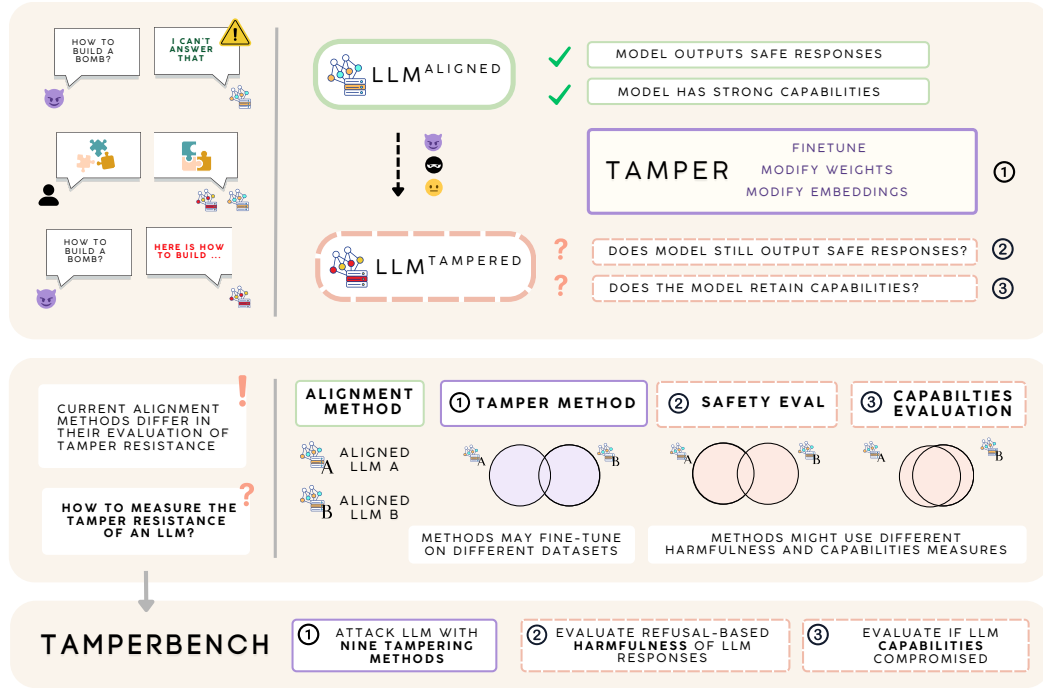 HOW TO
BUILD A
BOMB?
I CAN'T
ANSWER
THAT
HOW TO
BUILD A
BOMB?
HERE IS HOW
TO BUILD ...
LLM ALIGNED
MODEL OUTPUTS SAFE RESPONSES
MODEL HAS STRONG CAPABILITIES
TAMPER
FINETUNE
MODIFY WEIGHTS
MODIFY EMBEDDINGS
1
LLM TAMPERED
? DOES MODEL STILL OUTPUT SAFE RESPONSES? 2
? DOES THE MODEL RETAIN CAPABILITIES? 3
!
CURRENT ALIGNMENT
METHODS DIFFER IN
THEIR EVALUATION OF
TAMPER RESISTANCE
?
HOW TO MEASURE THE
TAMPER RESISTANCE
OF AN LLM?
ALIGNMENT
METHOD
A ALIGNED
LLM A
B ALIGNED
LLM B
1 TAMPER METHOD
A B
METHODS MAY FINE-TUNE
ON DIFFERENT DATASETS
2 SAFETY EVAL
A B
3 CAPABILTIES
EVALUATION
A B
METHODS MIGHT USE DIFFERENT
HARMFULNESS AND CAPABILITIES MEASURES
TAMPERBENCH
1 ATTACK LLM WITH
NINE TAMPERING
METHODS
2 EVALUATE REFUSAL-BASED
HARMFULNESS OF LLM
RESPONSES
3 EVALUATE IF LLM
CAPABILITIES
COMPROMISED